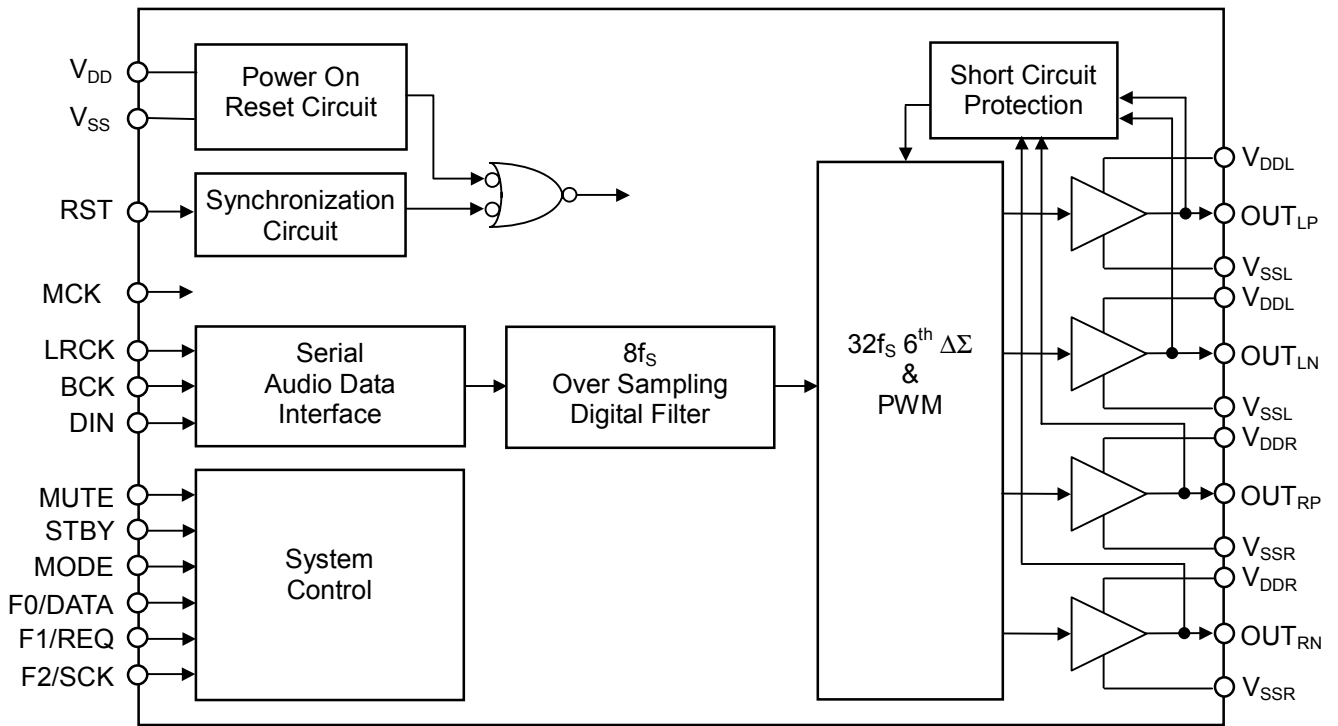 V_DD
V_SS
Power On
Reset Circuit
RST
Synchronization
Circuit
MCK
LRCK
BCK
DIN
Serial
Audio Data
Interface
8f_S
Over Sampling
Digital Filter
MUTE
STBY
MODE
F0/DATA
F1/REQ
F2/SCK
System
Control
32f_S 6^th ΔΣ
&
PWM
Short Circuit
Protection
V_DDL
OUT_LP
V_SSL
V_DDL
OUT_LN
V_SSL
V_DDR
OUT_RP
V_SSR
V_DDR
OUT_RN
V_SSR